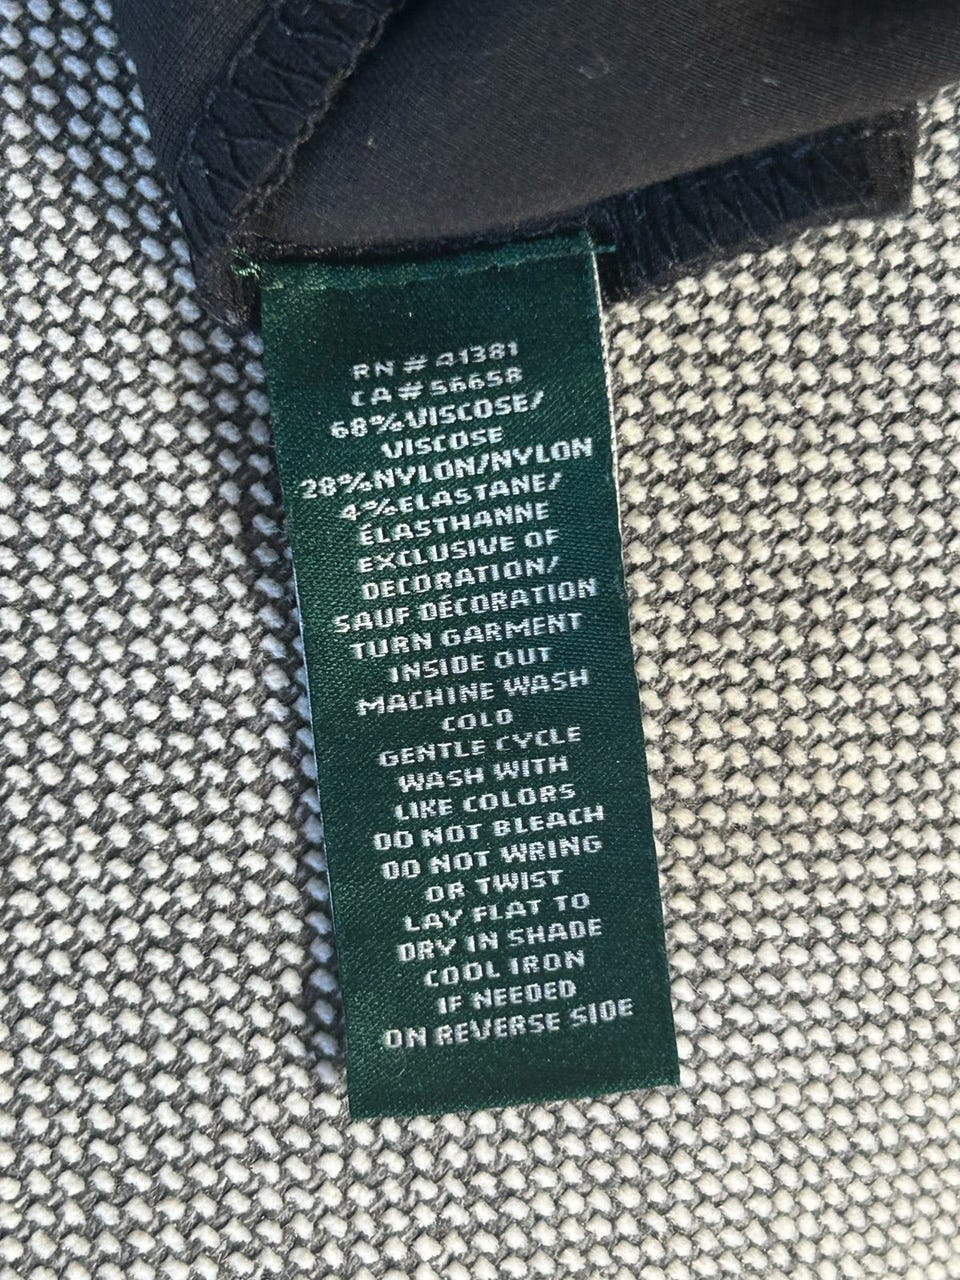 RN # 41381
CA # 56658
68%VISCOSE/
VISCOSE
28%NYLON/NYLON
4%ELASTANE/
ÉLASTHANNE
EXCLUSIVE OF
DECORATION/
SAUF DÉCORATION
TURN GARMENT
INSIDE OUT
MACHINE WASH
COLD
GENTLE CYCLE
WASH WITH
LIKE COLORS
DO NOT BLEACH
DO NOT WRING
OR TWIST
LAY FLAT TO
DRY IN SHADE
COOL IRON
IF NEEDED
ON REVERSE SIDE